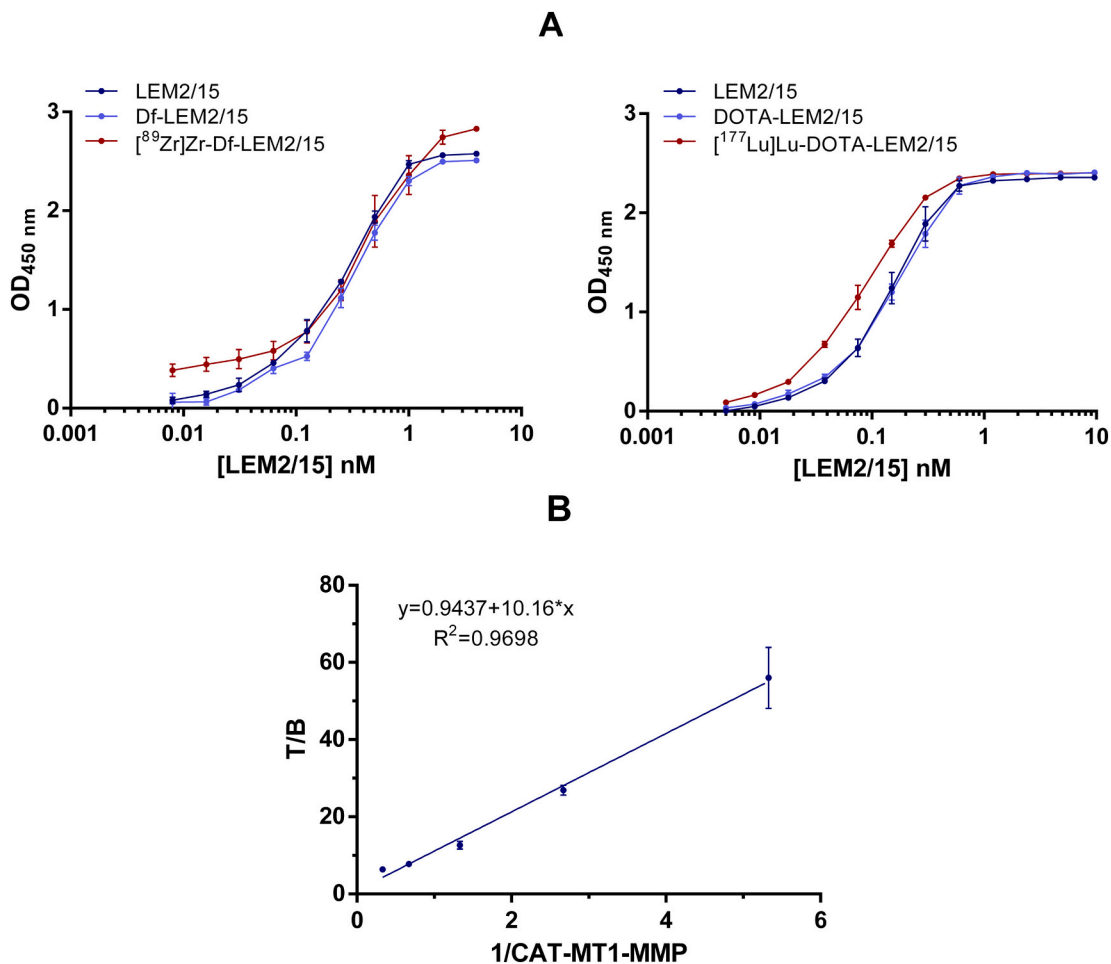 A
LEM2/15
Df-LEM2/15
[⁸⁹Zr]Zr-Df-LEM2/15
3
2
1
0
OD450 nm
0.001 0.01 0.1 1 10
[LEM2/15] nM
LEM2/15
DOTA-LEM2/15
[¹⁷⁷Lu]Lu-DOTA-LEM2/15
3
2
1
0
OD450 nm
0.001 0.01 0.1 1 10
[LEM2/15] nM
B
y=0.9437+10.16*x
R²=0.9698
80
60
40
20
0
T/B
0 2 4 6
1/CAT-MT1-MMP